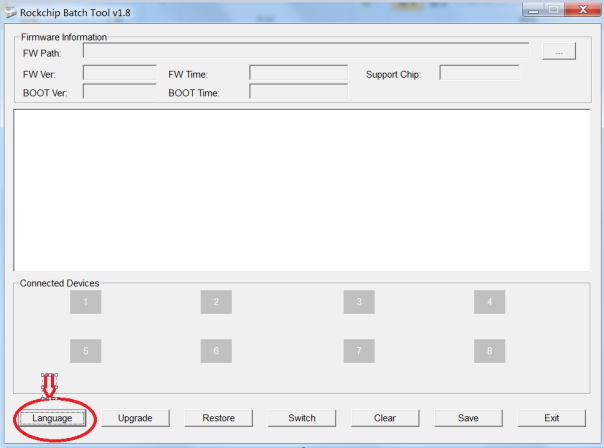 Rockchip Batch Tool v1.8
Firmware Information
FW Path:
...
FW Ver:
FW Time:
Support Chip:
BOOT Ver:
BOOT Time:
Connected Devices
1 2 3 4
5 6 7 8
Language Upgrade Restore Switch Clear Save Exit